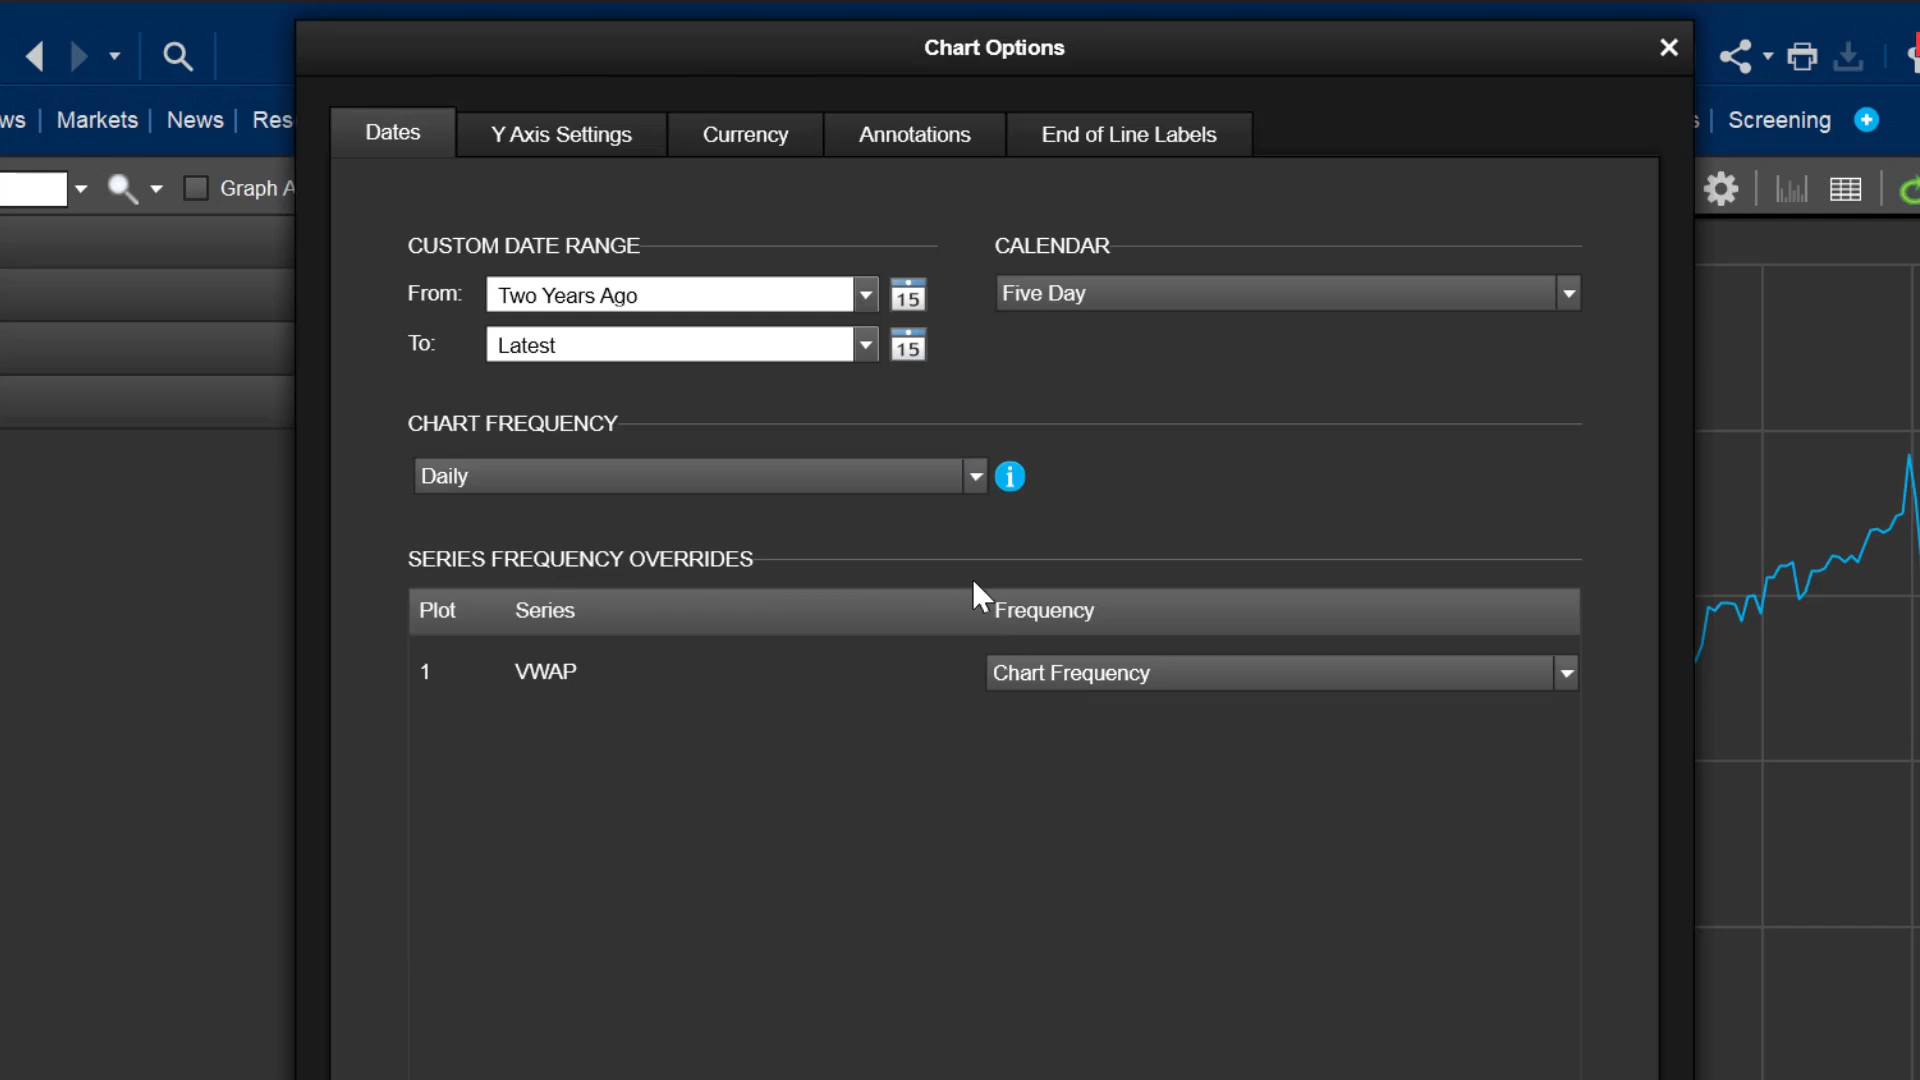 Chart Options
ws | Markets | News | Res
s | Screening
Dates
Y Axis Settings
Currency
Annotations
End of Line Labels
Graph A
CUSTOM DATE RANGE
CALENDAR
From:
Two Years Ago
15
Five Day
To:
Latest
15
CHART FREQUENCY
Daily
i
SERIES FREQUENCY OVERRIDES
Plot
Series
Frequency
1
VWAP
Chart Frequency